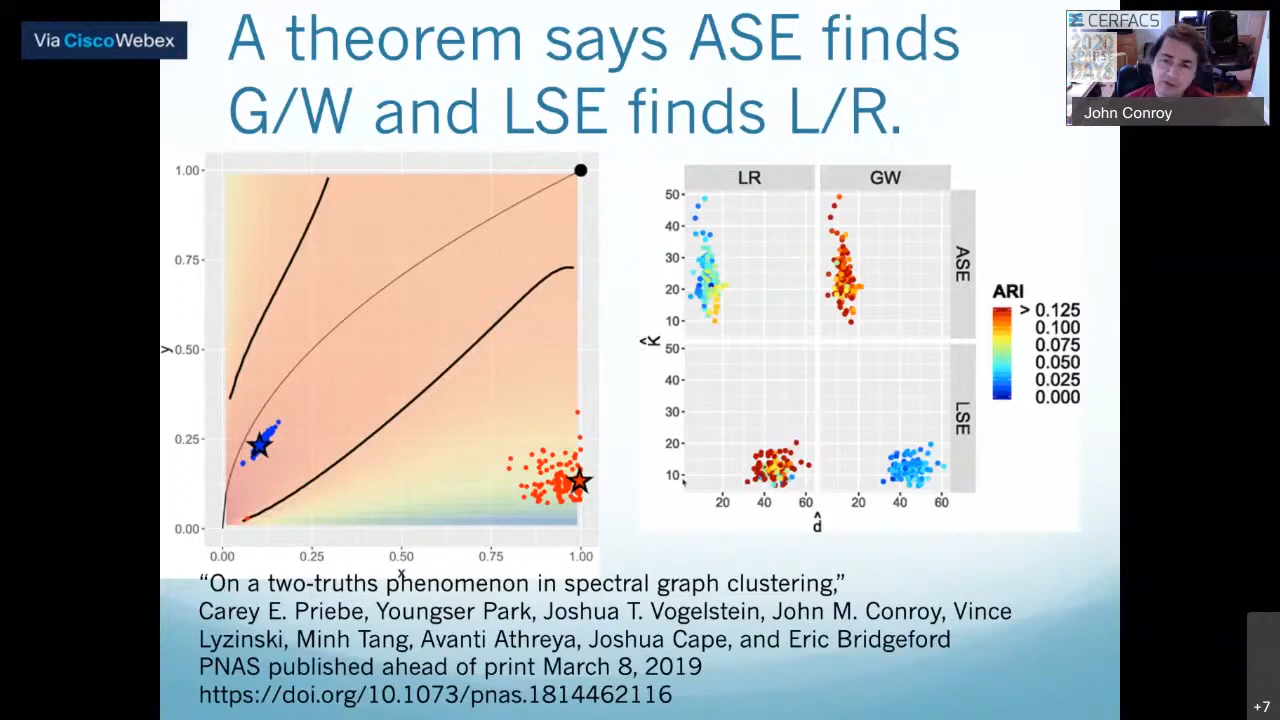 Via Cisco Webex
A theorem says ASE finds
G/W and LSE finds L/R.
CERFACS
2020
SPARSE
DAYS
John Conroy
1.00
0.75
0.50
0.25
0.00
y
0.00 0.25 0.50 0.75 1.00
x
LR GW
50
40
30
20
10
ASE
K̂
50
40
30
20
10
LSE
20 40 60 20 40 60
d̂
ARI
> 0.125
0.100
0.075
0.050
0.025
0.000
“On a two-truths phenomenon in spectral graph clustering,”
Carey E. Priebe, Youngser Park, Joshua T. Vogelstein, John M. Conroy, Vince
Lyzinski, Minh Tang, Avanti Athreya, Joshua Cape, and Eric Bridgeford
PNAS published ahead of print March 8, 2019
https://doi.org/10.1073/pnas.1814462116
+7